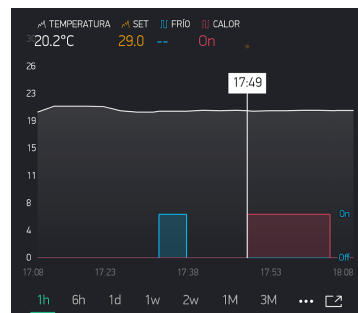 TEMPERATURA SET FRÍO CALOR
30 20.2°C 29.0 -- On
26
23
17:49
19
15
11
8
On
4
0
Off
17:08 17:23 17:38 17:53 18:08
1h 6h 1d 1w 2w 1M 3M •••